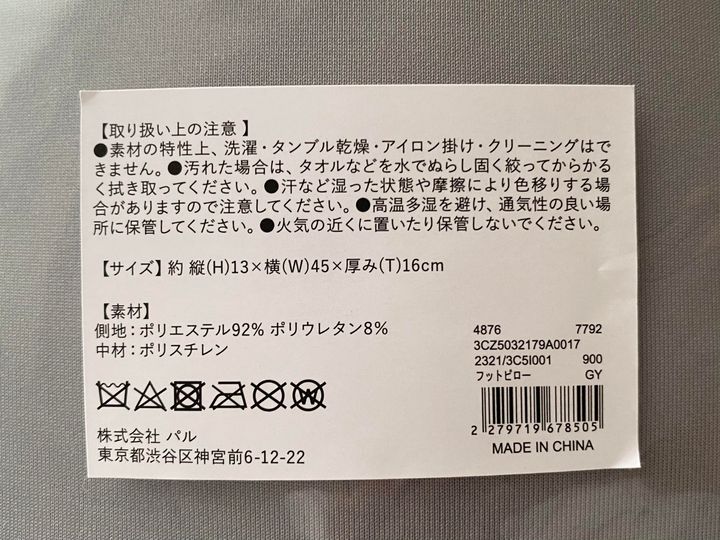 【取り扱い上の注意 】
●素材の特性上、洗濯・タンブル乾燥・アイロン掛け・クリーニングはで
きません。●汚れた場合は、タオルなどを水でぬらし固く絞ってからかる
く拭き取ってください。●汗など湿った状態や摩擦により色移りする場
合がありますので注意してください。●高温多湿を避け、通気性の良い場
所に保管してください。●火気の近くに置いたり保管しないでください。
【サイズ】約 縦(H)13×横(W)45×厚み(T)16cm
【素材】
側地：ポリエステル92% ポリウレタン8%
中材：ポリスチレン
W
株式会社 パル
東京都渋谷区神宮前6-12-22
4876 7792
3CZ5032179A0017
2321/3C5I001 900
フットピロー GY
2 279719 678505
MADE IN CHINA